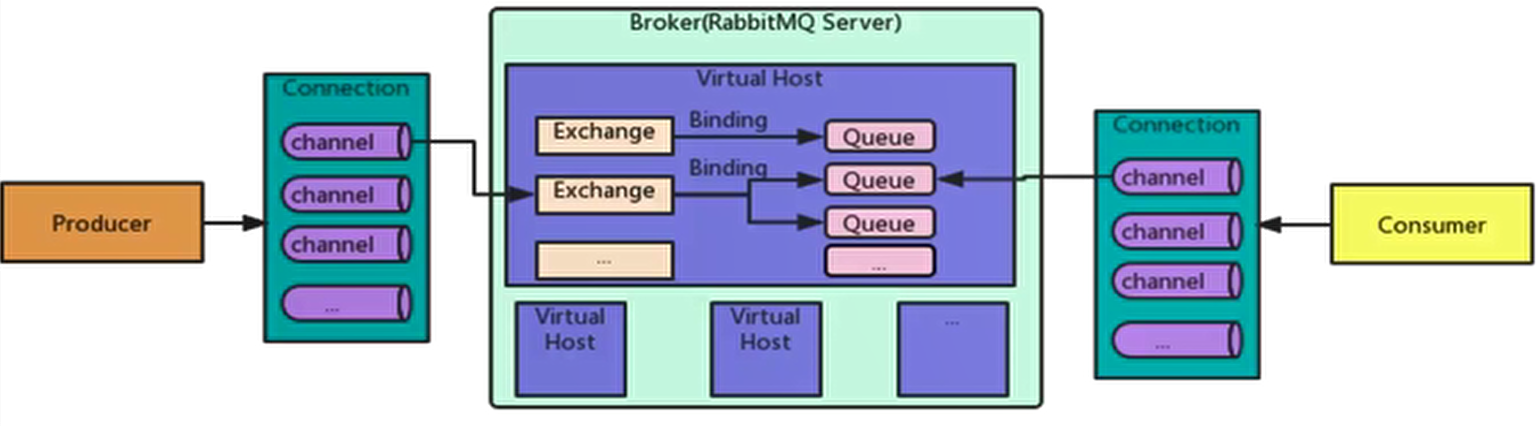 Broker(RabbitMQ Server)
Virtual Host
Connection
channel
channel
channel
...
Producer
Exchange
Binding
Queue
Exchange
Binding
Queue
Queue
...
...
Virtual
Host
Virtual
Host
...
Connection
channel
channel
channel
...
Consumer